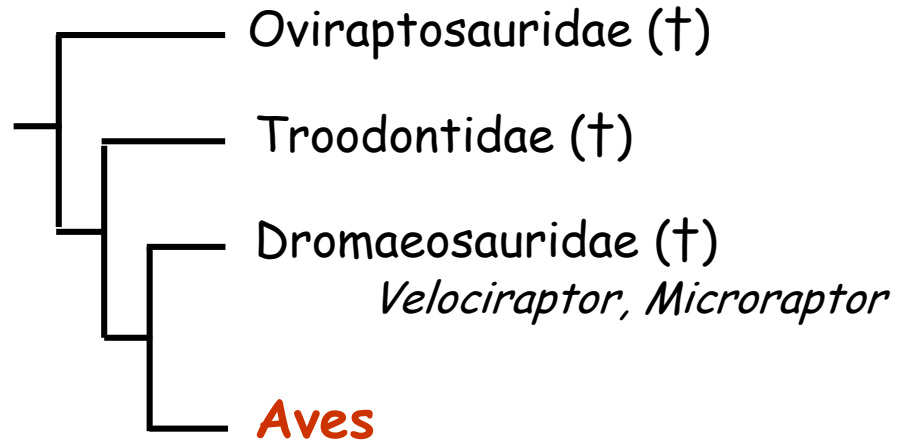 Oviraptosauridae (†)
Troodontidae (†)
Dromaeosauridae (†)
Velociraptor, Microraptor
Aves